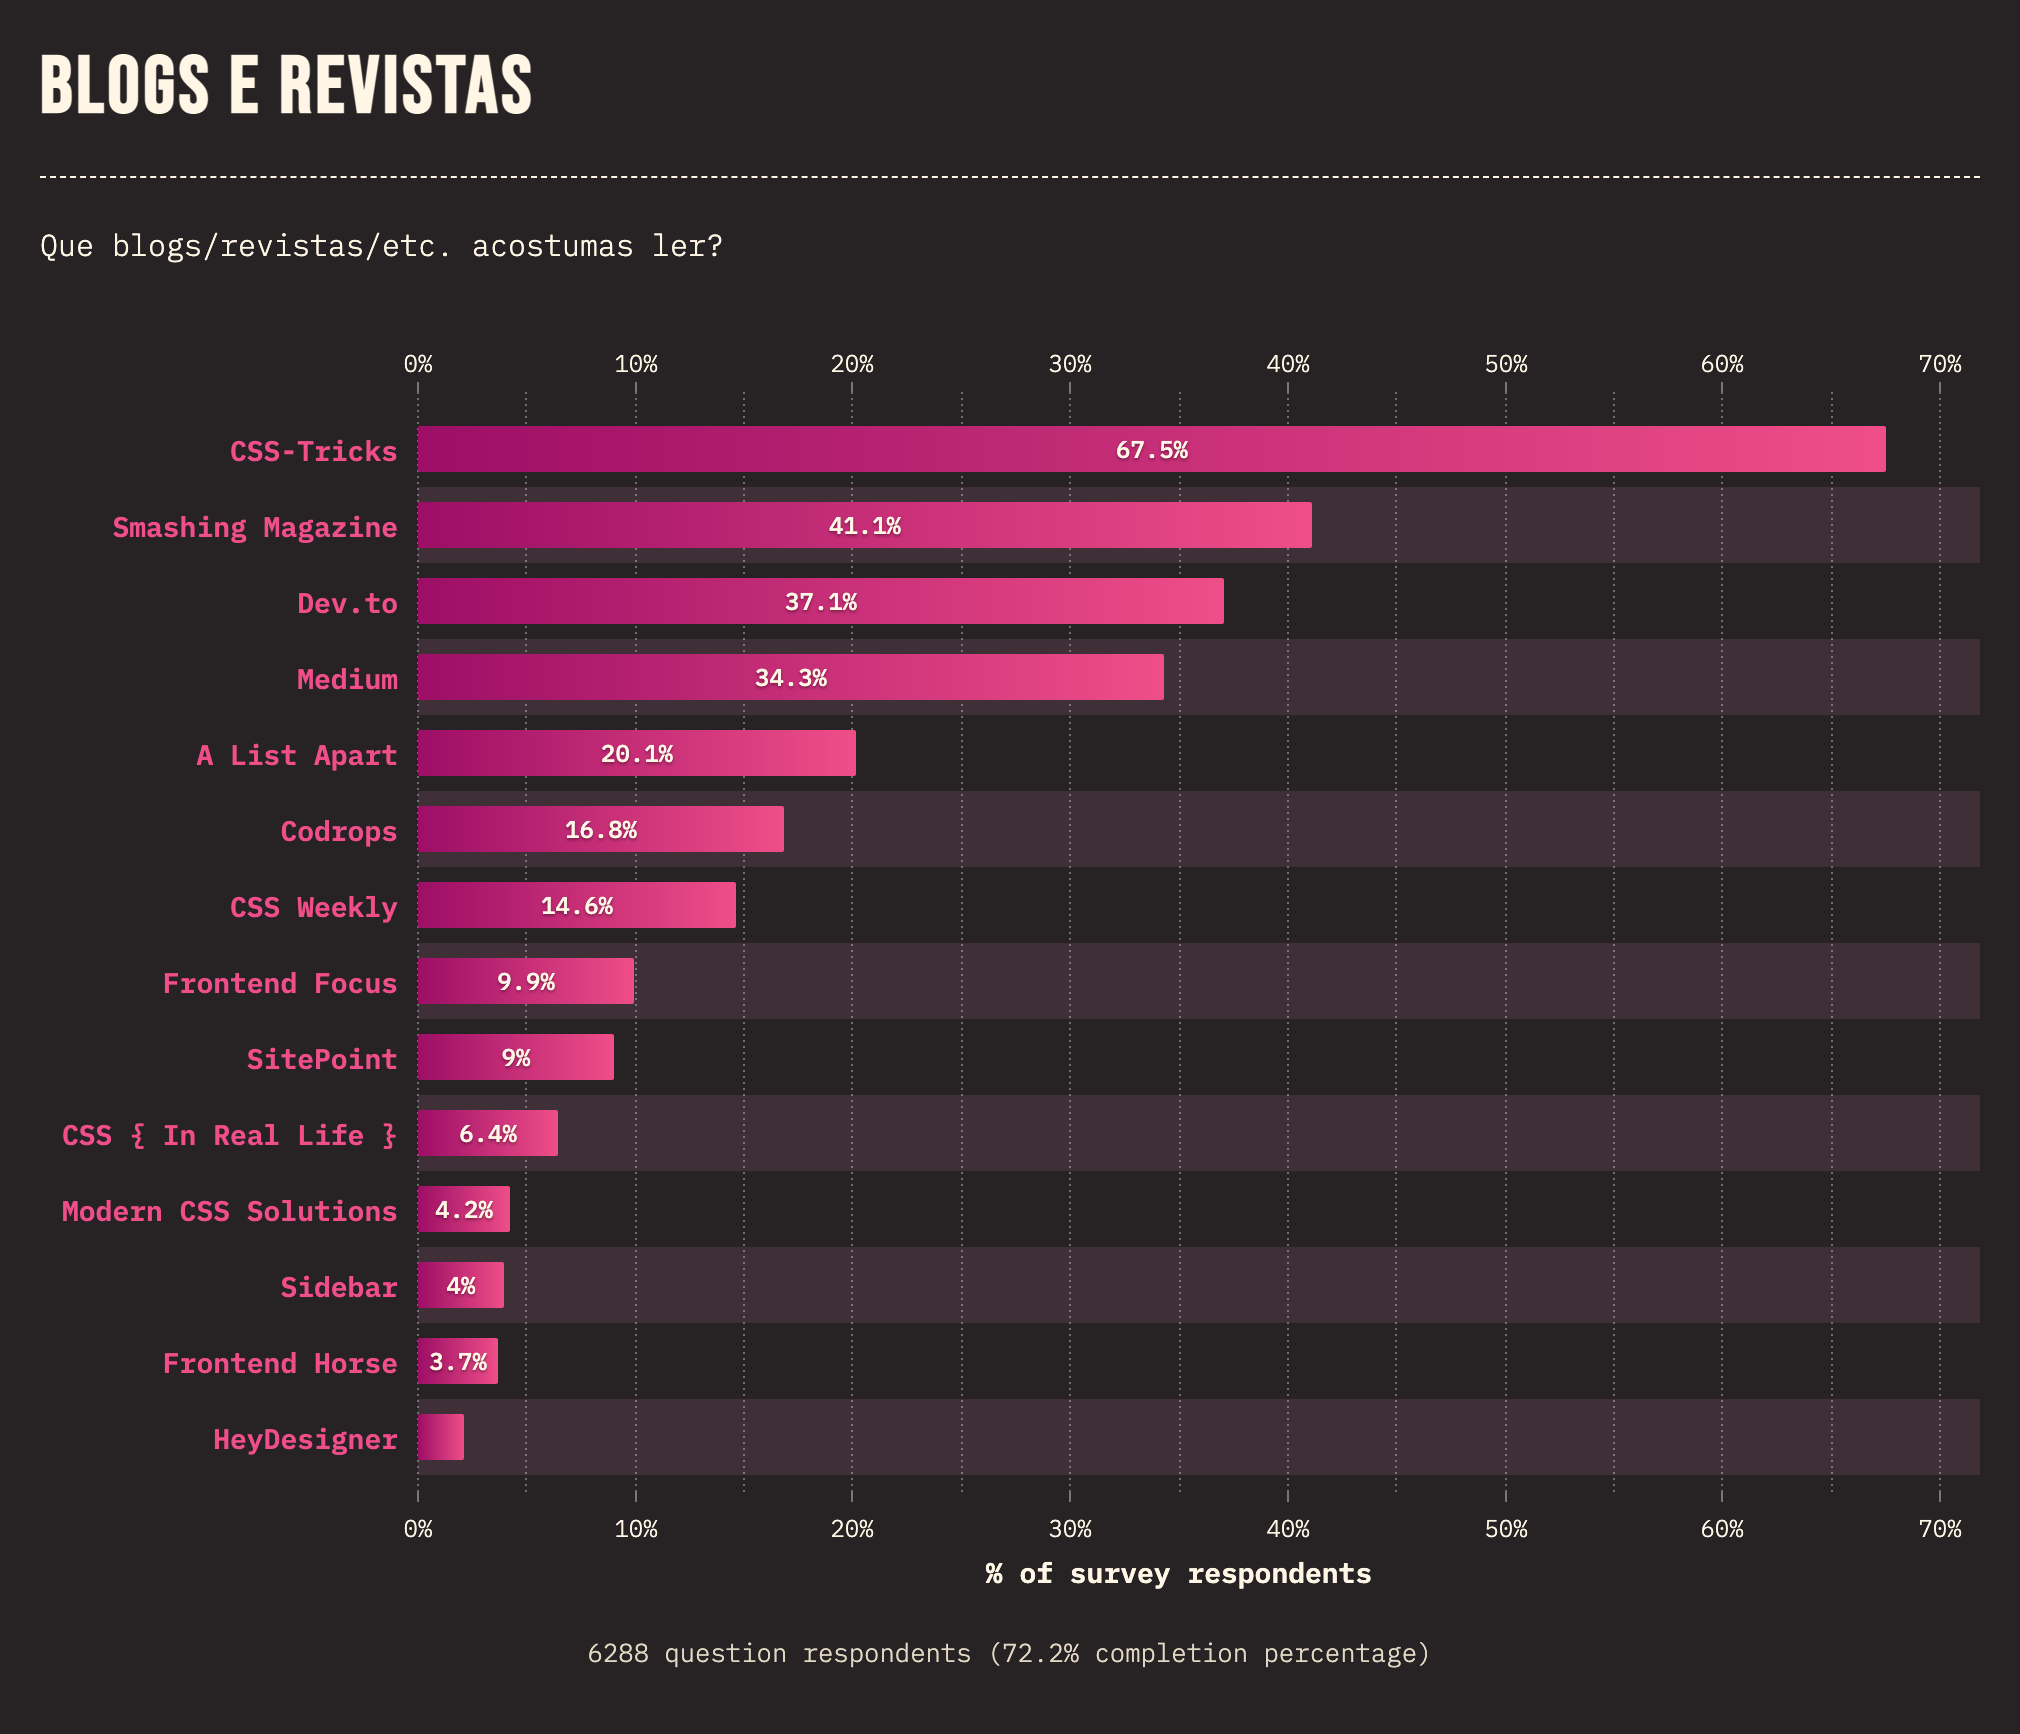 BLOGS E REVISTAS
Que blogs/revistas/etc. acostumas ler?
0% 10% 20% 30% 40% 50% 60% 70%
CSS-Tricks 67.5%
Smashing Magazine 41.1%
Dev.to 37.1%
Medium 34.3%
A List Apart 20.1%
Codrops 16.8%
CSS Weekly 14.6%
Frontend Focus 9.9%
SitePoint 9%
CSS { In Real Life } 6.4%
Modern CSS Solutions 4.2%
Sidebar 4%
Frontend Horse 3.7%
HeyDesigner
0% 10% 20% 30% 40% 50% 60% 70%
% of survey respondents
6288 question respondents (72.2% completion percentage)